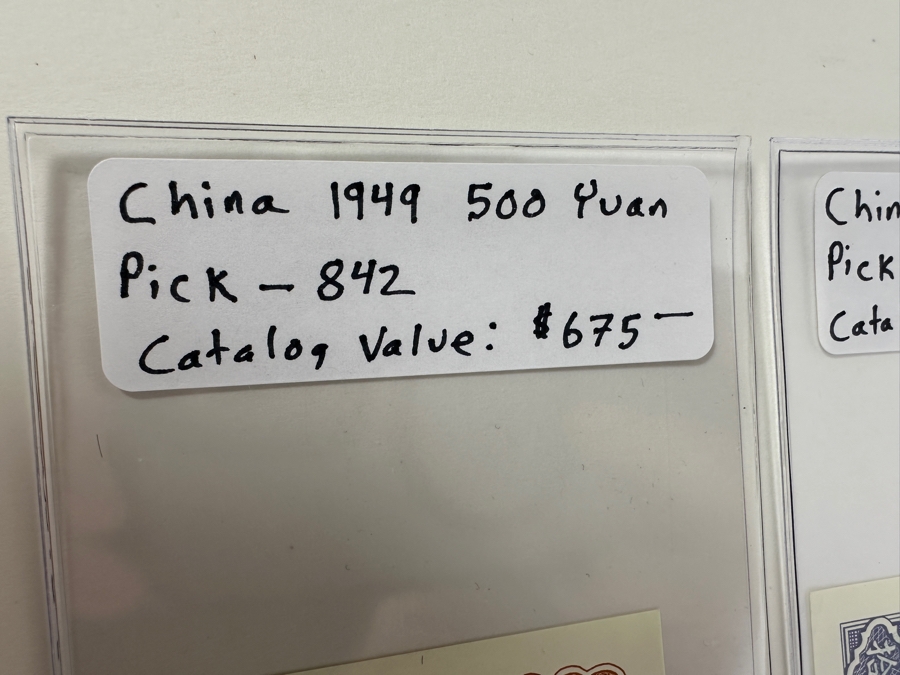 China 1949 500 Yuan
Pick - 842
Catalog Value: $675—
Chin
Pick
Cata